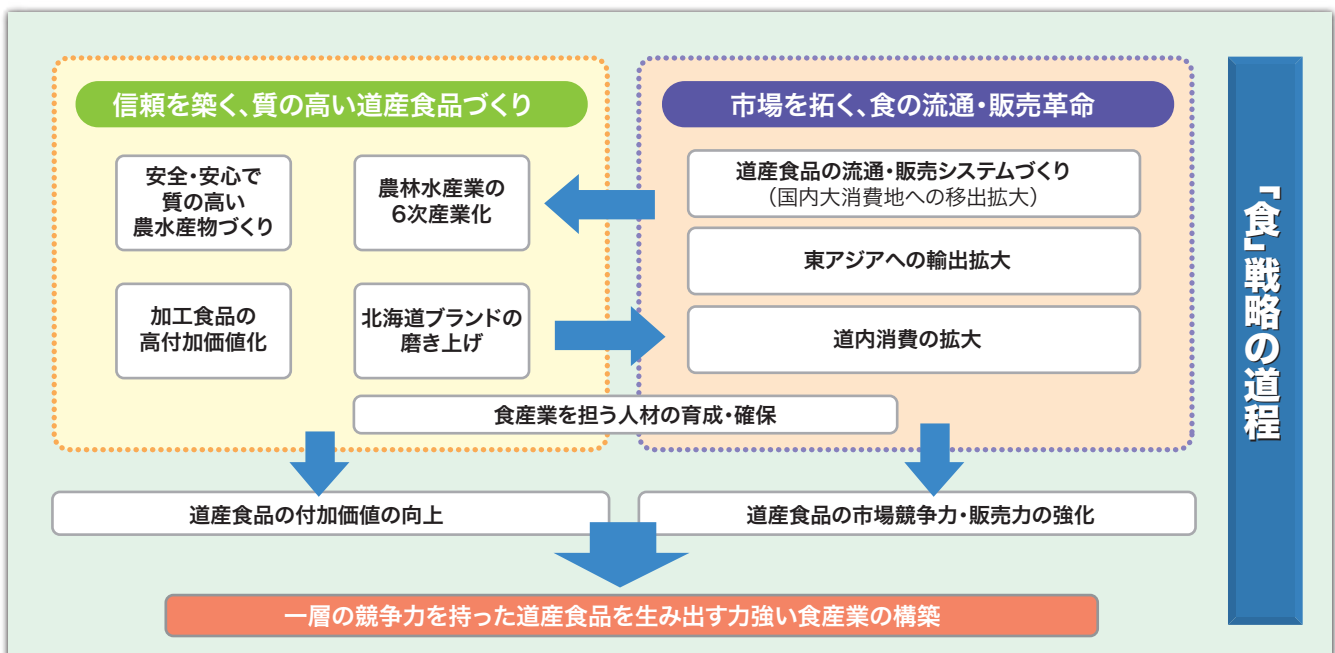 信頼を築く、質の高い道産食品づくり
安全・安心で
質の高い
農水産物づくり
農林水産業の
6次産業化
加工食品の
高付加価値化
北海道ブランドの
磨き上げ
市場を拓く、食の流通・販売革命
道産食品の流通・販売システムづくり
（国内大消費地への移出拡大）
東アジアへの輸出拡大
道内消費の拡大
食産業を担う人材の育成・確保
道産食品の付加価値の向上
道産食品の市場競争力・販売力の強化
一層の競争力を持った道産食品を生み出す力強い食産業の構築
「食」戦略の道程